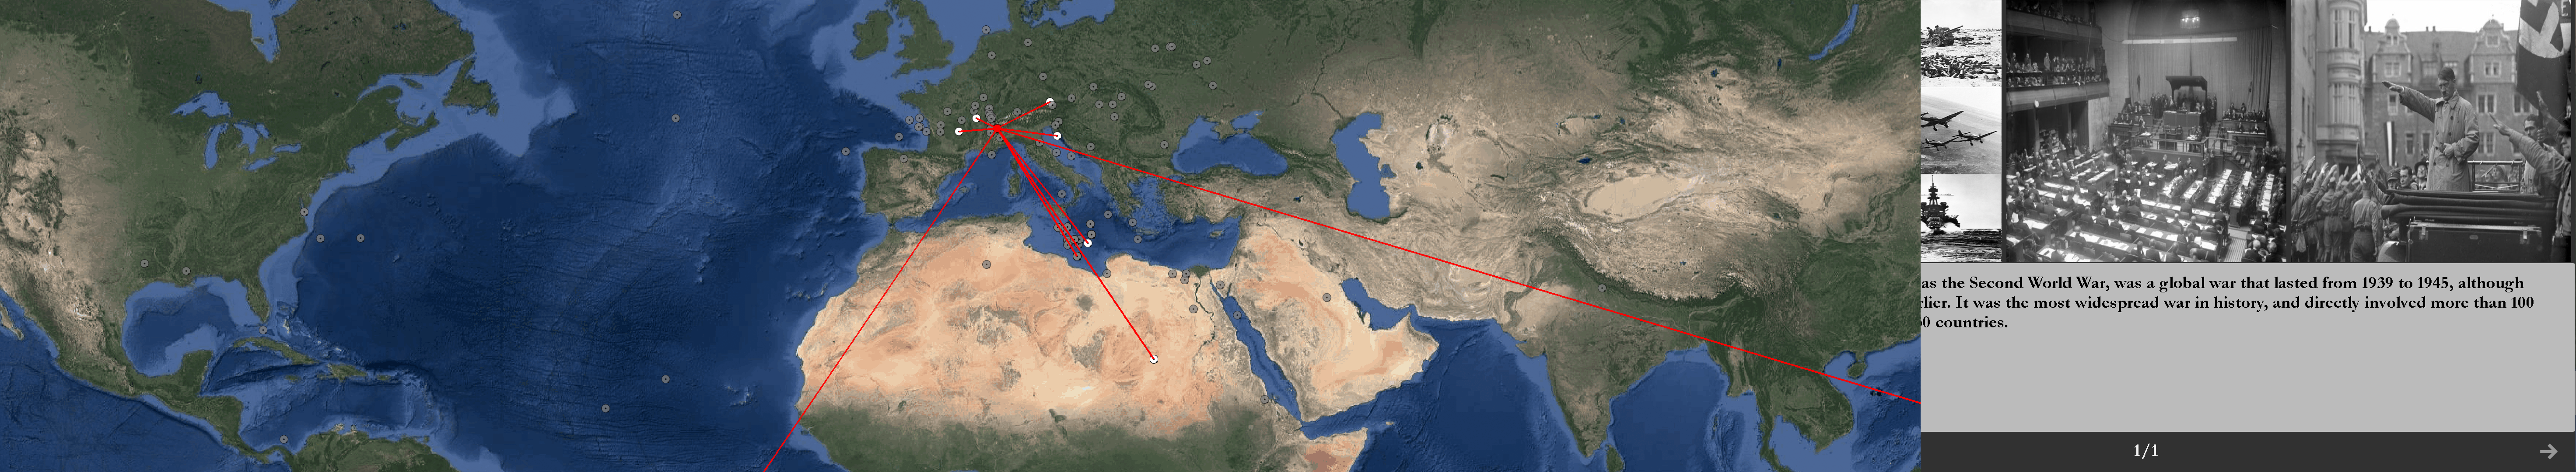 as the Second World War, was a global war that lasted from 1939 to 1945, although
rlier. It was the most widespread war in history, and directly involved more than 100
0 countries.
1/1